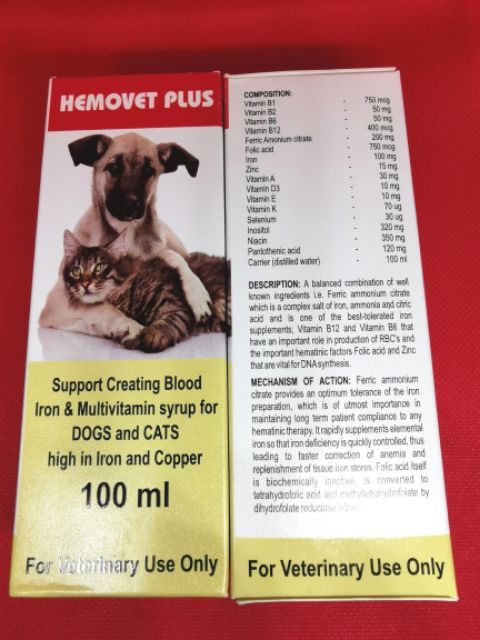 HEMOVET PLUS
Support Creating Blood
Iron & Multivitamin syrup for
DOGS and CATS
high in Iron and Copper
100 ml
For Veterinary Use Only
COMPOSITION:
Vitamin B1 - 750 mcg
Vitamin B2 - 50 mg
Vitamin B6 - 50 mg
Vitamin B12 - 400 mcg
Ferric Amonium citrate - 200 mg
Folic acid - 750 mcg
Iron - 100 mg
Zinc - 15 mg
Vitamin A - 30 mg
Vitamin D3 - 10 mg
Vitamin E - 10 mg
Vitamin K - 70 ug
Selenium - 30 ug
Inositol - 320 mg
Niacin - 350 mg
Pantothenic acid - 120 mg
Carrier (distilled water) - 100 ml
DESCRIPTION: A balanced combination of well
known ingredients i.e. Ferric ammonium citrate
which is a complex salt of iron, ammonia and citric
acid and is one of the best-tolerated iron
supplements; Vitamin B12 and Vitamin B6 that
have an important role in production of RBC's and
the important hematinic factors Folic acid and Zinc
that are vital for DNA synthesis.
MECHANISM OF ACTION: Ferric ammonium
citrate provides an optimum tolerance of the iron
preparation, which is of utmost importance in
maintaining long term patient compliance to any
hematinic therapy. It rapidly supplements elemental
iron so that iron deficiency is quickly controlled, thus
leading to faster correction of anemia and
replenishment of tissue iron stores. Folic acid itself
is biochemically inactive, is converted to
tetrahydrofolic acid and methyltetrahydrofolate by
dihydrofolate reductase
For Veterinary Use Only